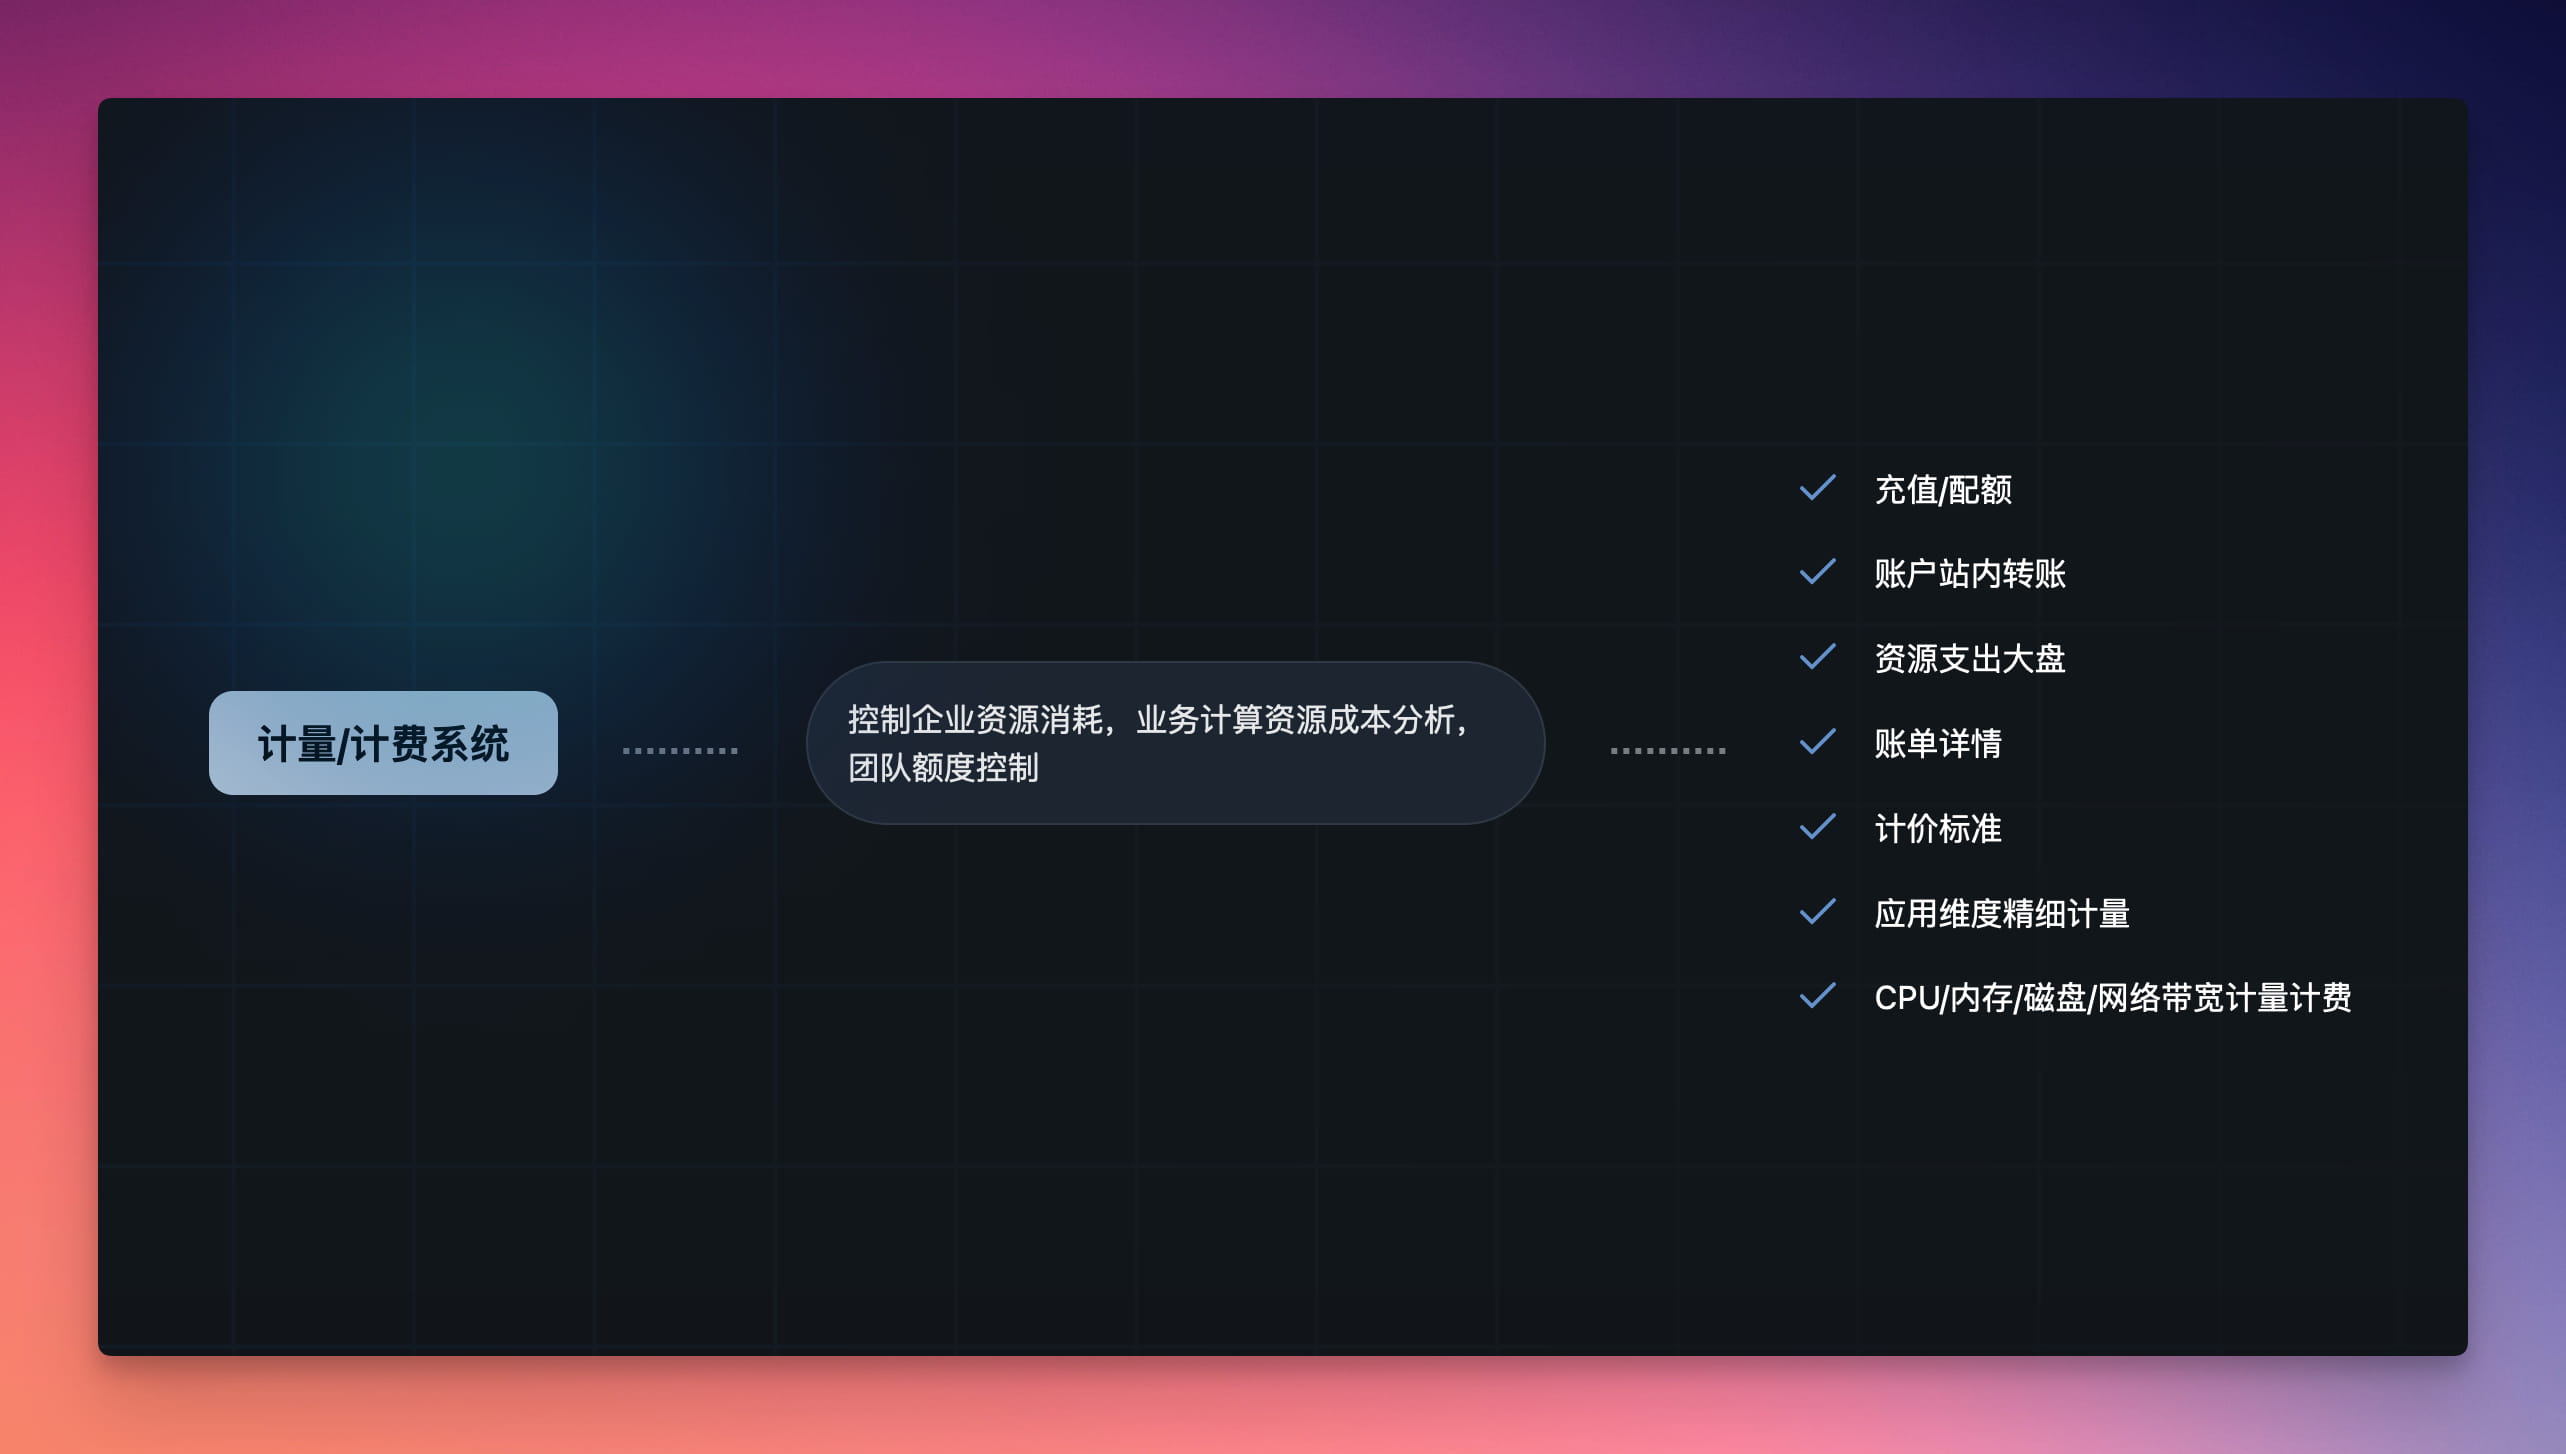 计量/计费系统
控制企业资源消耗，业务计算资源成本分析，
团队额度控制
充值/配额
账户站内转账
资源支出大盘
账单详情
计价标准
应用维度精细计量
CPU/内存/磁盘/网络带宽计量计费